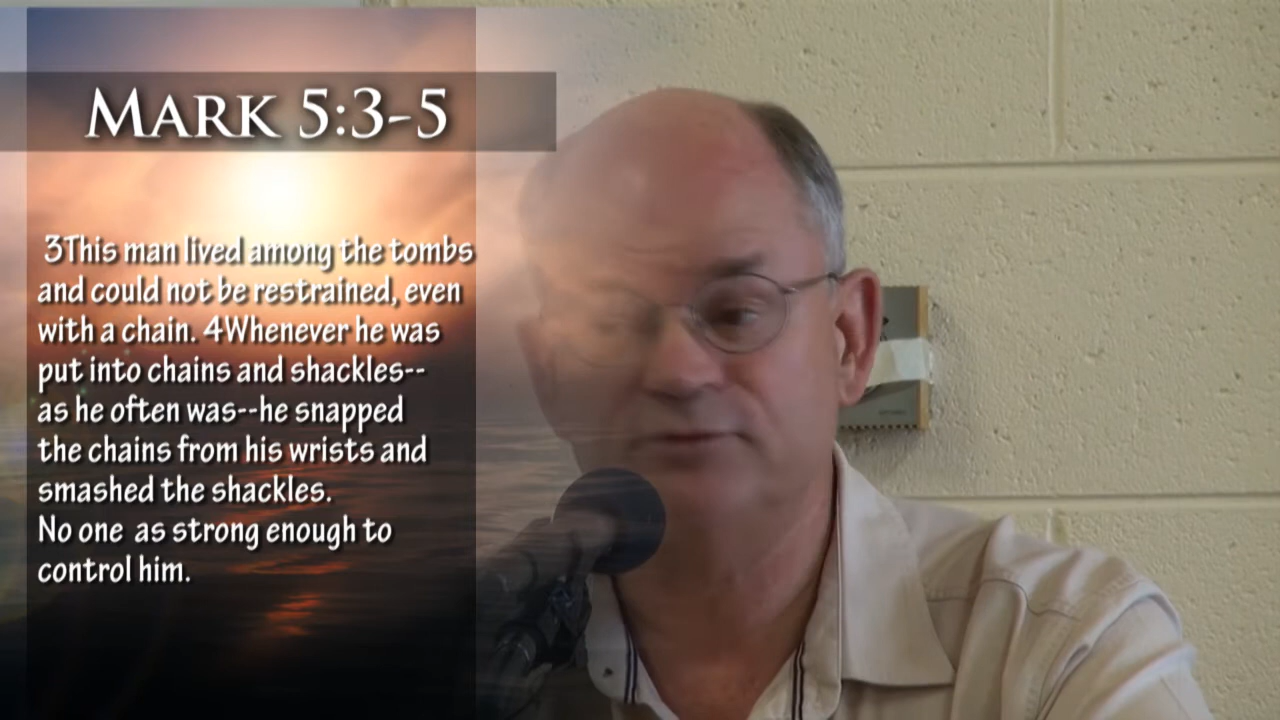 Mark 5:3-5
3This man lived among the tombs
and could not be restrained, even
with a chain. 4Whenever he was
put into chains and shackles--
as he often was--he snapped
the chains from his wrists and
smashed the shackles.
No one as strong enough to
control him.